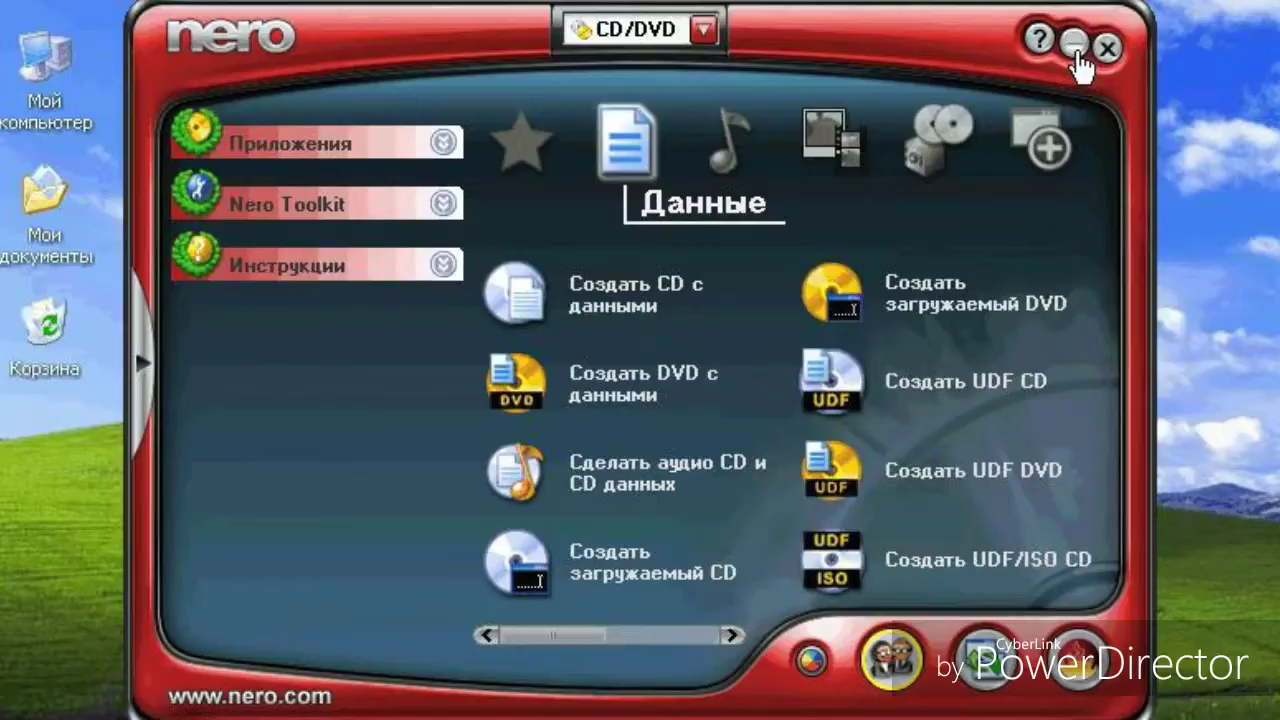 nero
CD/DVD
?
Мой
компьютер
Мои
документы
Корзина
Приложения
Nero Toolkit
Инструкции
Данные
Создать CD с
данными
DVD
Создать DVD с
данными
Сделать аудио CD и
CD данных
Создать
загружаемый CD
Создать
загружаемый DVD
UDF
Создать UDF CD
UDF
Создать UDF DVD
UDF
ISO
Создать UDF/ISO CD
www.nero.com
CyberLink
by PowerDirector